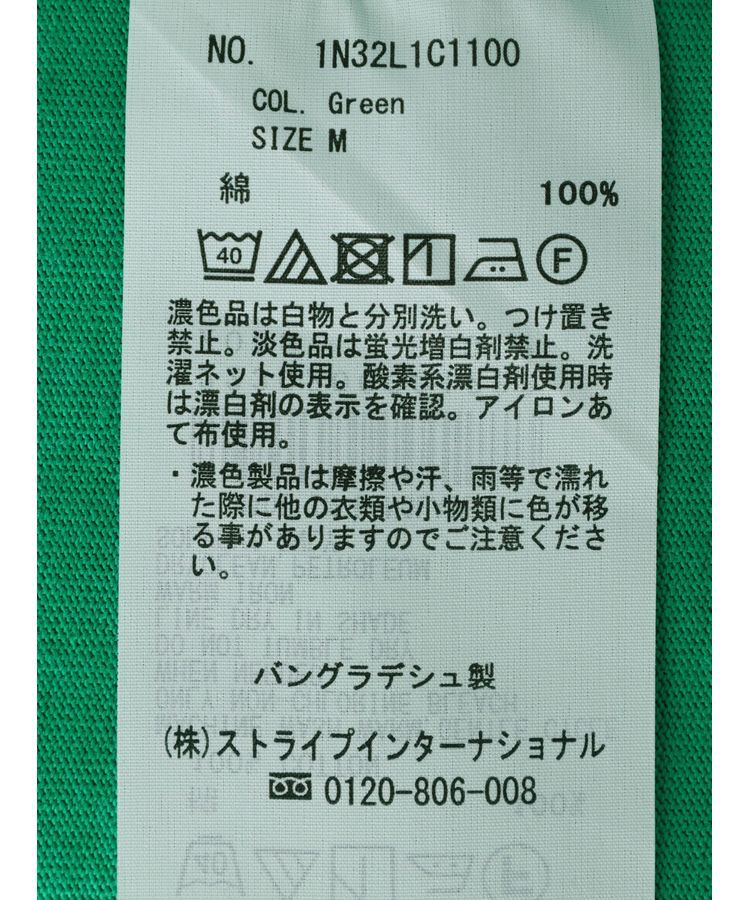 NO. 1N32L1C1100
COL. Green
SIZE M
綿 100%
40 F
濃色品は白物と分別洗い。つけ置き
禁止。淡色品は蛍光増白剤禁止。洗
濯ネット使用。酸素系漂白剤使用時
は漂白剤の表示を確認。アイロンあ
て布使用。
・濃色製品は摩擦や汗、雨等で濡れ
た際に他の衣類や小物類に色が移
る事がありますのでご注意くださ
い。
バングラデシュ製
(株)ストライプインターナショナル
0120-806-008